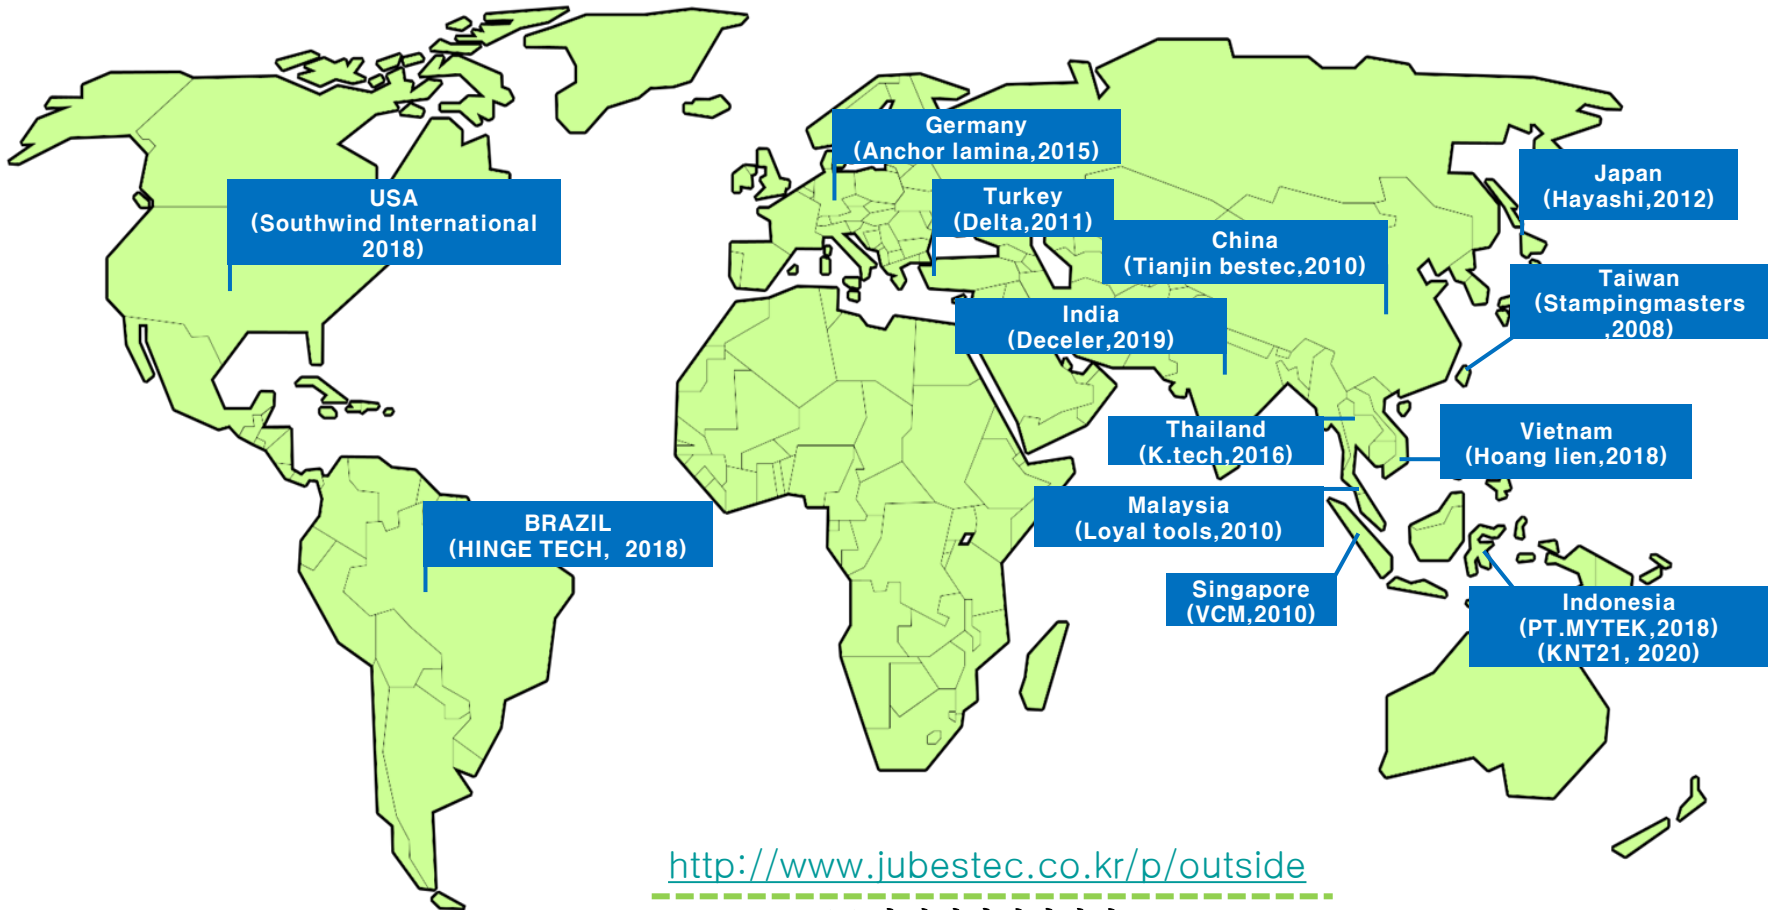 Germany
(Anchor lamina,2015)
USA
(Southwind International
2018)
Turkey
(Delta,2011)
Japan
(Hayashi,2012)
China
(Tianjin bestec,2010)
Taiwan
(Stampingmasters
,2008)
India
(Deceler,2019)
Thailand
(K.tech,2016)
Vietnam
(Hoang lien,2018)
Malaysia
(Loyal tools,2010)
BRAZIL
(HINGE TECH, 2018)
Singapore
(VCM,2010)
Indonesia
(PT.MYTEK,2018)
(KNT21, 2020)
http://www.jubestec.co.kr/p/outside